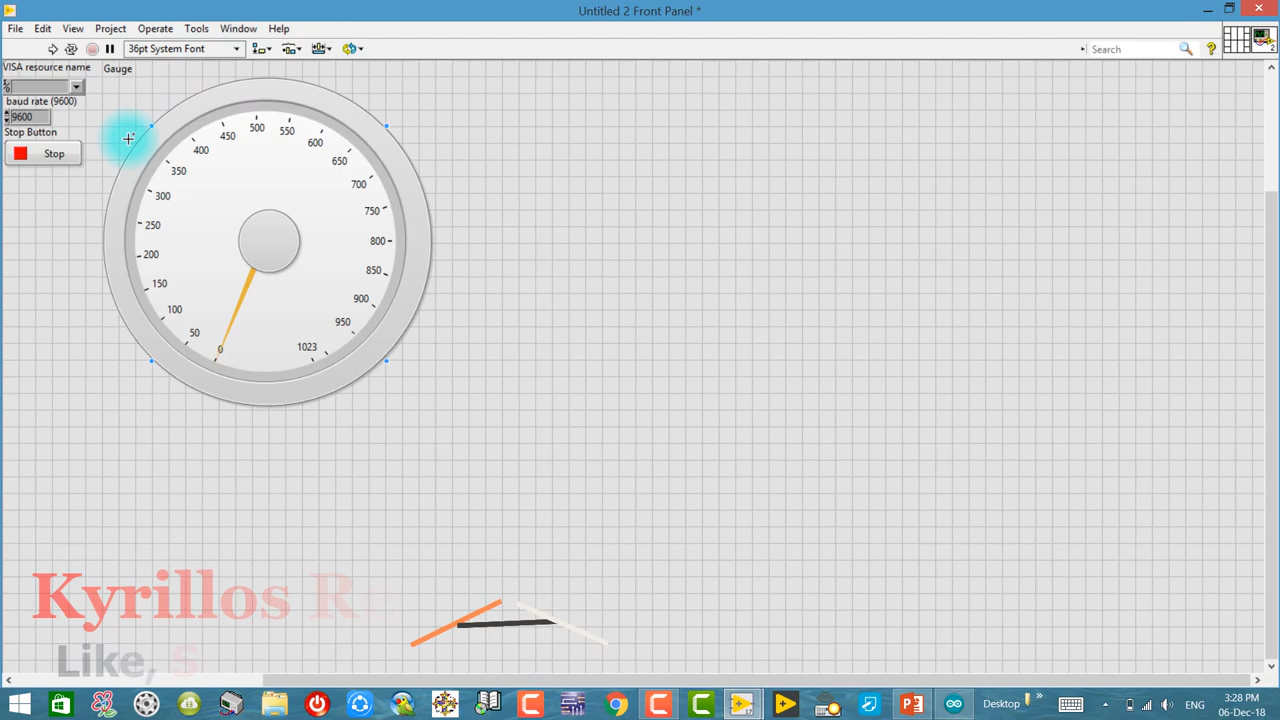 Untitled 2 Front Panel *
File Edit View Project Operate Tools Window Help
36pt System Font
Search
2
VISA resource name
Gauge
baud rate (9600)
9600
Stop Button
Stop
0
50
100
150
200
250
300
350
400
450
500
550
600
650
700
750
800
850
900
950
1023
Kyrillos R
Like, S
Desktop
ENG
3:28 PM
06-Dec-18